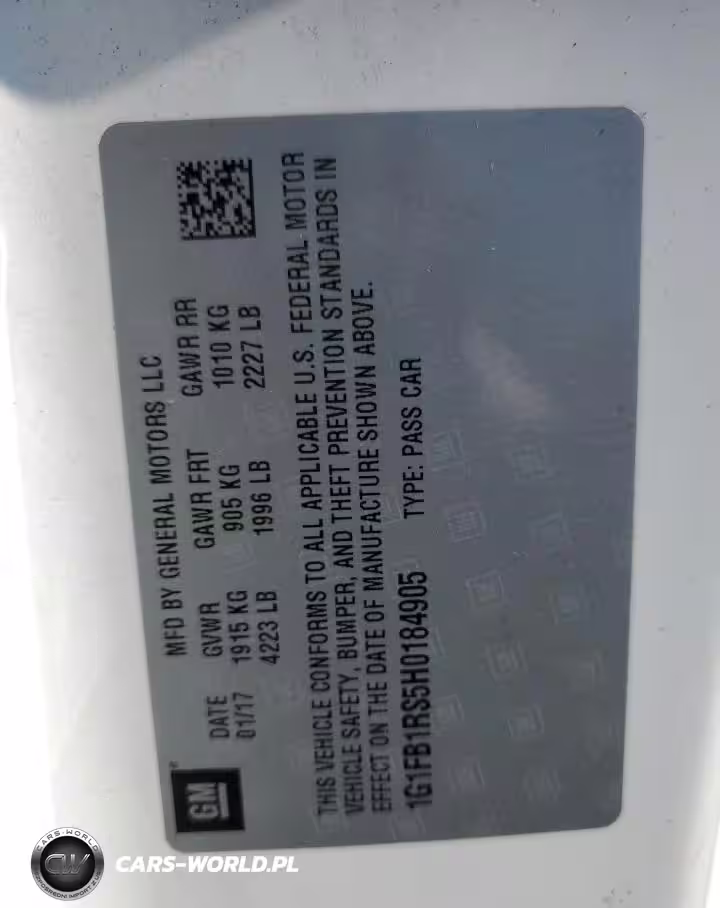 MFD BY GENERAL MOTORS LLC
DATE GVWR GAWR FRT GAWR RR
01/17 1915 KG 905 KG 1010 KG
4223 LB 1996 LB 2227 LB
GM
THIS VEHICLE CONFORMS TO ALL APPLICABLE U.S. FEDERAL MOTOR
VEHICLE SAFETY, BUMPER, AND THEFT PREVENTION STANDARDS IN
EFFECT ON THE DATE OF MANUFACTURE SHOWN ABOVE.
1G1FB1RS5H0184905 TYPE: PASS CAR
CARS-WORLD
CW
CARS-WORLD.PL